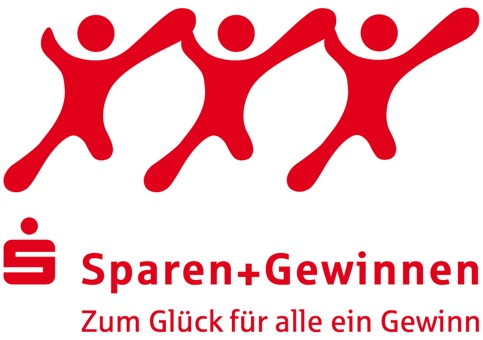 Sparen+Gewinnen
Zum Glück für alle ein Gewinn